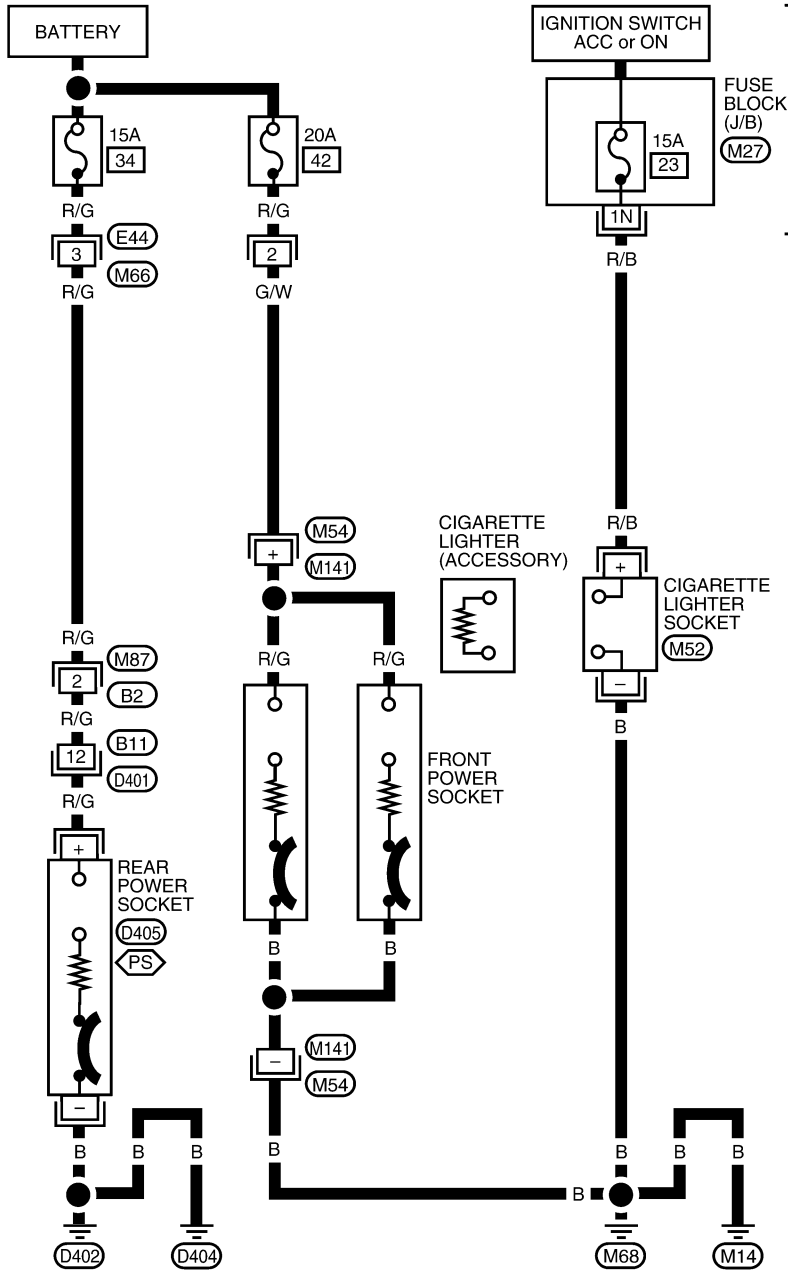 BATTERY
IGNITION SWITCH
ACC or ON
FUSE
BLOCK
(J/B)
M27
15A
34
20A
42
15A
23
1N
R/G
R/G
R/B
3
E44
M66
2
R/G
G/W
R/B
M54
M141
+
CIGARETTE
LIGHTER
(ACCESSORY)
+
CIGARETTE
LIGHTER
SOCKET
M52
–
B
R/G
M87
2
B2
R/G
R/G
R/G
B11
12
D401
R/G
FRONT
POWER
SOCKET
+
REAR
POWER
SOCKET
D405
PS
–
B
B
M141
–
M54
B
B
B
B
B
B
B
B
D402
D404
M68
M14